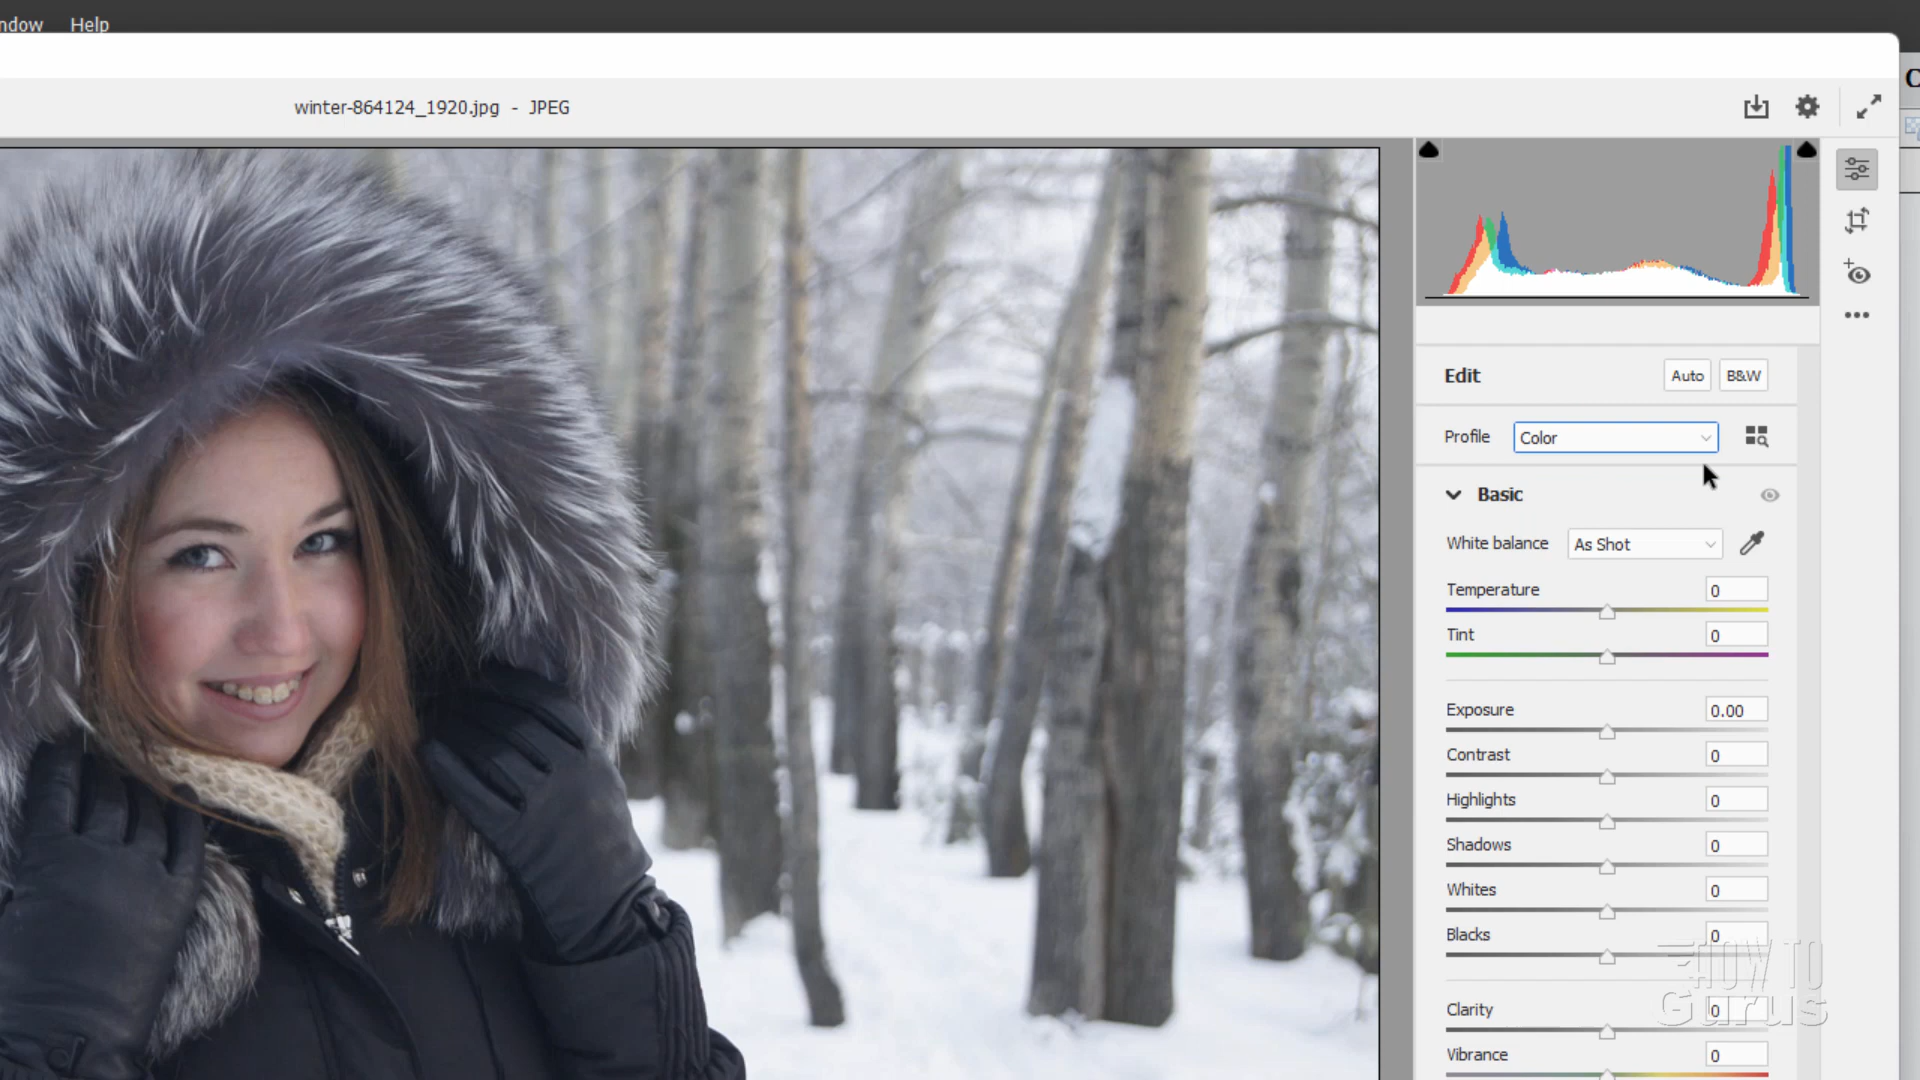 ndow Help
winter-864124_1920.jpg - JPEG
Edit Auto B&W
Profile Color
Basic
White balance As Shot
Temperature 0
Tint 0
Exposure 0.00
Contrast 0
Highlights 0
Shadows 0
Whites 0
Blacks 0
HOW TO
Gurus
Clarity 0
Vibrance 0